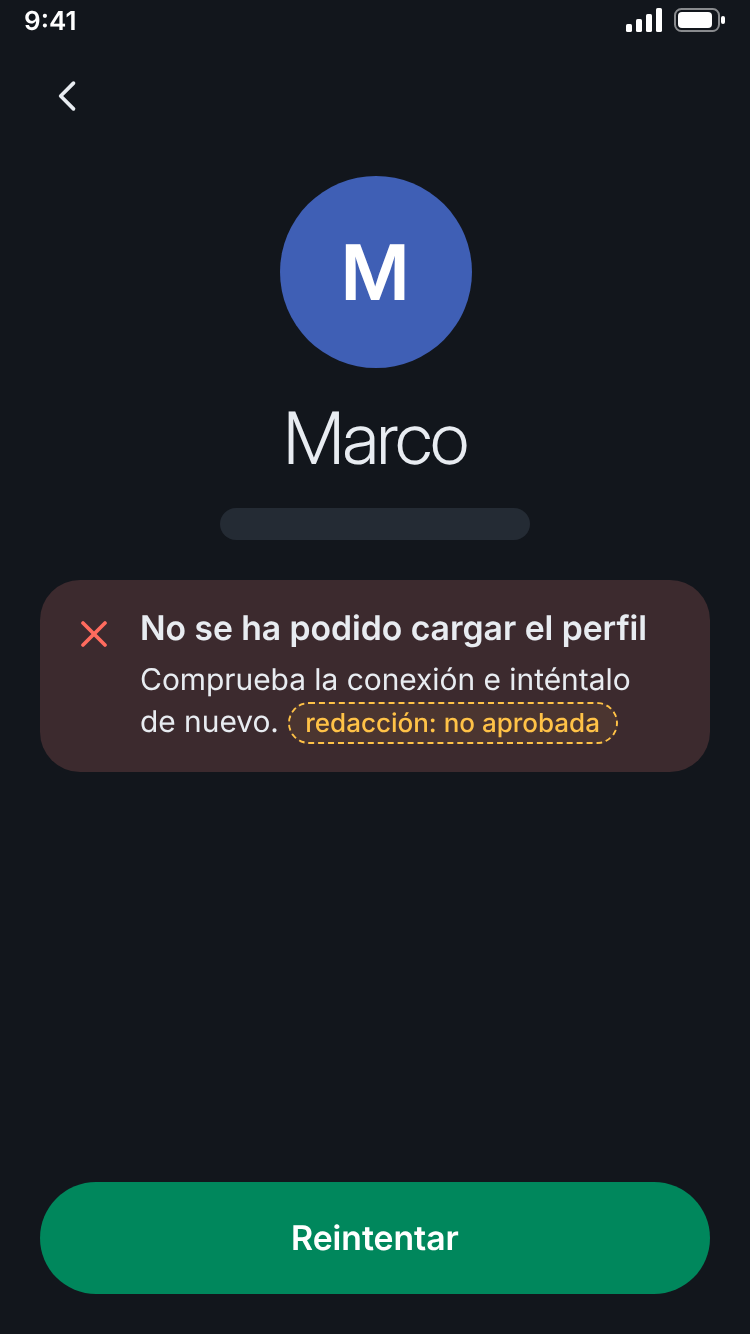 9:41
M
Marco
No se ha podido cargar el perfil
Comprueba la conexión e inténtalo
de nuevo. redacción: no aprobada
Reintentar